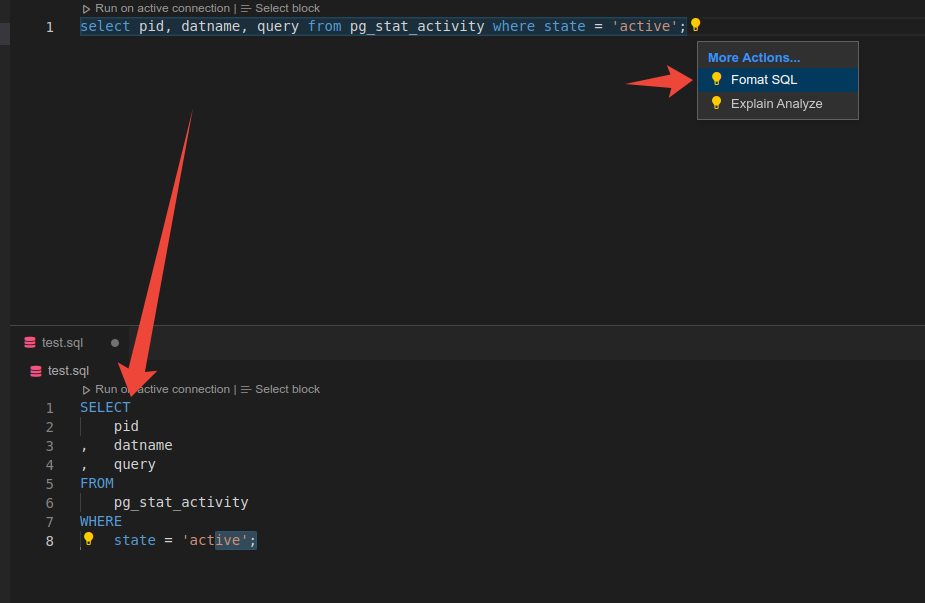 Run on active connection | Select block
1 select pid, datname, query from pg_stat_activity where state = 'active';
More Actions...
Fomat SQL
Explain Analyze
test.sql
test.sql
Run on active connection | Select block
1 SELECT
2 pid
3 , datname
4 , query
5 FROM
6 pg_stat_activity
7 WHERE
8 state = 'active';